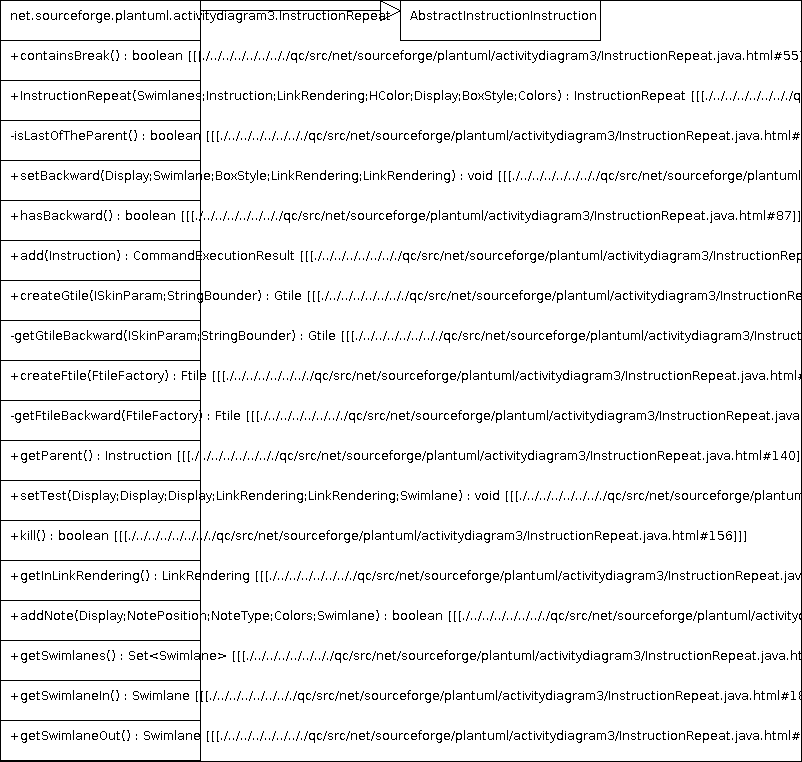 net.sourceforge.plantuml.activitydiagram3.InstructionRepeat
AbstractInstructionInstruction
+containsBreak() : boolean [[[./../../../../../../../qc/src/net/sourceforge/plantuml/activitydiagram3/InstructionRepeat.java.html#55]
+InstructionRepeat(Swimlanes;Instruction;LinkRendering;HColor;Display;BoxStyle;Colors) : InstructionRepeat [[[./../../../../../../../q
-isLastOfTheParent() : boolean [[[./../../../../../../../qc/src/net/sourceforge/plantuml/activitydiagram3/InstructionRepeat.java.html#
+setBackward(Display;Swimlane;BoxStyle;LinkRendering;LinkRendering) : void [[[./../../../../../../../qc/src/net/sourceforge/plantuml
+hasBackward() : boolean [[[./../../../../../../../qc/src/net/sourceforge/plantuml/activitydiagram3/InstructionRepeat.java.html#87]]
+add(Instruction) : CommandExecutionResult [[[./../../../../../../../qc/src/net/sourceforge/plantuml/activitydiagram3/InstructionRep
+createGtile(ISkinParam;StringBounder) : Gtile [[[./../../../../../../../qc/src/net/sourceforge/plantuml/activitydiagram3/InstructionRe
-getGtileBackward(ISkinParam;StringBounder) : Gtile [[[./../../../../../../../qc/src/net/sourceforge/plantuml/activitydiagram3/Instruct
+createFtile(FtileFactory) : Ftile [[[./../../../../../../../qc/src/net/sourceforge/plantuml/activitydiagram3/InstructionRepeat.java.html#
-getFtileBackward(FtileFactory) : Ftile [[[./../../../../../../../qc/src/net/sourceforge/plantuml/activitydiagram3/InstructionRepeat.java
+getParent() : Instruction [[[./../../../../../../../qc/src/net/sourceforge/plantuml/activitydiagram3/InstructionRepeat.java.html#140]
+setTest(Display;Display;Display;LinkRendering;LinkRendering;Swimlane) : void [[[./../../../../../../../qc/src/net/sourceforge/plantum
+kill() : boolean [[[./../../../../../../../qc/src/net/sourceforge/plantuml/activitydiagram3/InstructionRepeat.java.html#156]]]
+getInLinkRendering() : LinkRendering [[[./../../../../../../../qc/src/net/sourceforge/plantuml/activitydiagram3/InstructionRepeat.jav
+addNote(Display;NotePosition;NoteType;Colors;Swimlane) : boolean [[[./../../../../../../../qc/src/net/sourceforge/plantuml/activity
+getSwimlanes() : Set<Swimlane> [[[./../../../../../../../qc/src/net/sourceforge/plantuml/activitydiagram3/InstructionRepeat.java.ht
+getSwimlaneIn() : Swimlane [[[./../../../../../../../qc/src/net/sourceforge/plantuml/activitydiagram3/InstructionRepeat.java.html#18
+getSwimlaneOut() : Swimlane [[[./../../../../../../../qc/src/net/sourceforge/plantuml/activitydiagram3/InstructionRepeat.java.html#